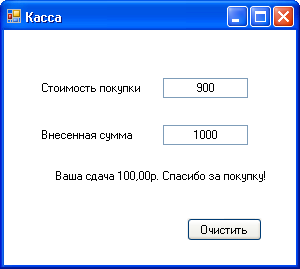 Касса
Стоимость покупки 900
Внесенная сумма 1000
Ваша сдача 100,00р. Спасибо за покупку!
Очистить